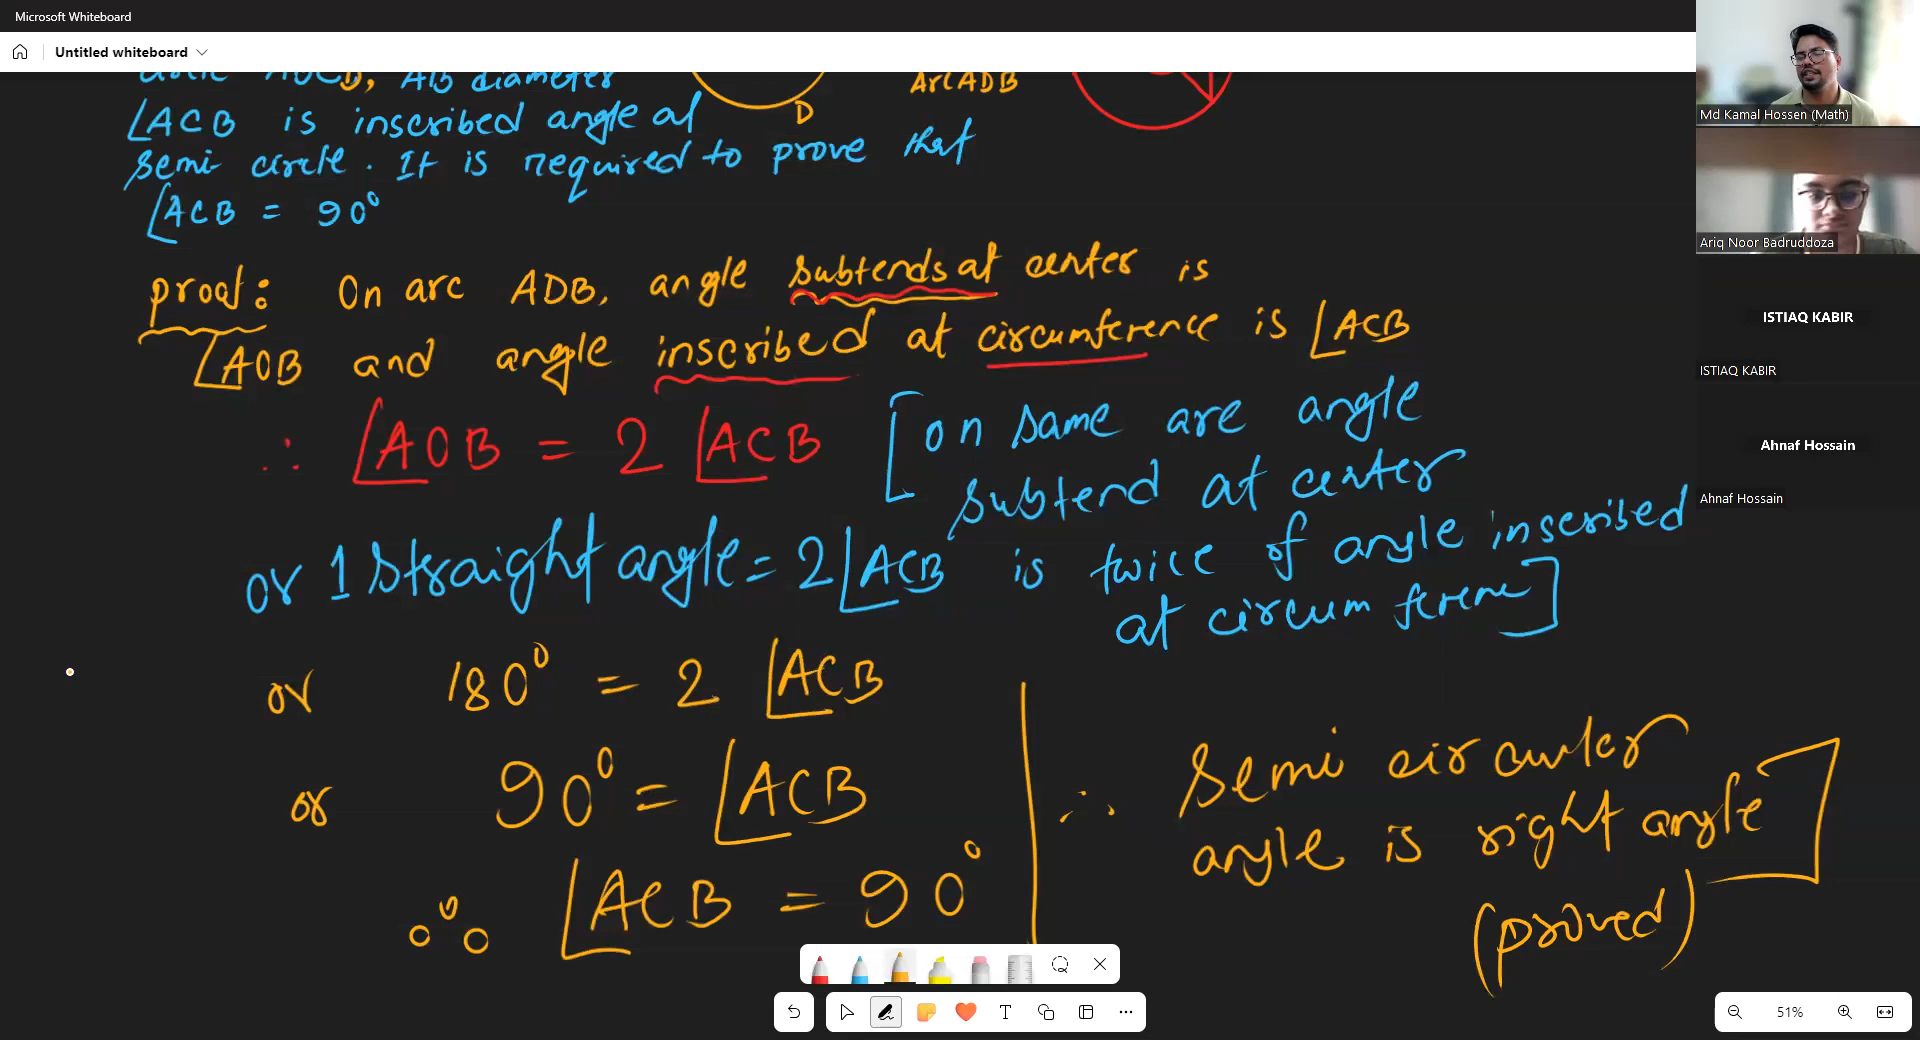 Microsoft Whiteboard
Untitled whiteboard
AB diameter
ArcADB
D
∠ACB is inscribed angle at
semi circle. It is required to prove that
∠ACB = 90°
proof: On arc ADB, angle subtends at center is
∠AOB and angle inscribed at circumference is ∠ACB
∴ ∠AOB = 2 ∠ACB [on same arc angle
subtend at center
or 1 straight angle = 2∠ACB is twice of angle inscribed
at circumference]
or 180° = 2 ∠ACB
or 90° = ∠ACB
∴ ∠ACB = 90°
∴ Semi circuler
angle is right angle
(proved)
Md Kamal Hossen (Math)
Ariq Noor Badruddoza
ISTIAQ KABIR
ISTIAQ KABIR
Ahnaf Hossain
Ahnaf Hossain
T
51%